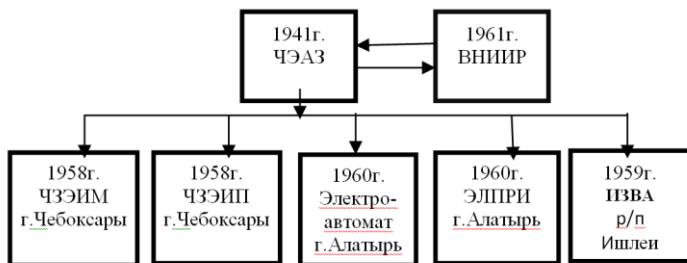 1941г.
ЧЭАЗ
1961г.
ВНИИР
1958г.
ЧЗЭИМ
г.Чебоксары
1958г.
ЧЗЭИП
г.Чебоксары
1960г.
Электро-
автомат
г.Алатырь
1960г.
ЭЛПРИ
г.Алатырь
1959г.
ИЗВА
р/п
Ишлеи